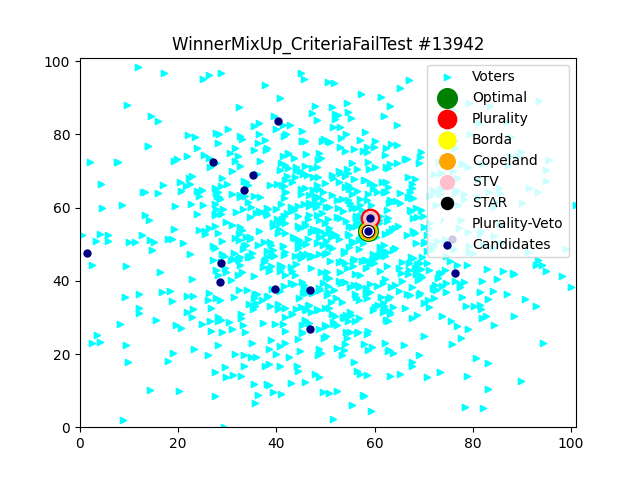 WinnerMixUp_CriteriaFailTest #13942
100
80
60
40
20
0
0
20
40
60
80
100
Voters
Optimal
Plurality
Borda
Copeland
STV
STAR
Plurality-Veto
Candidates